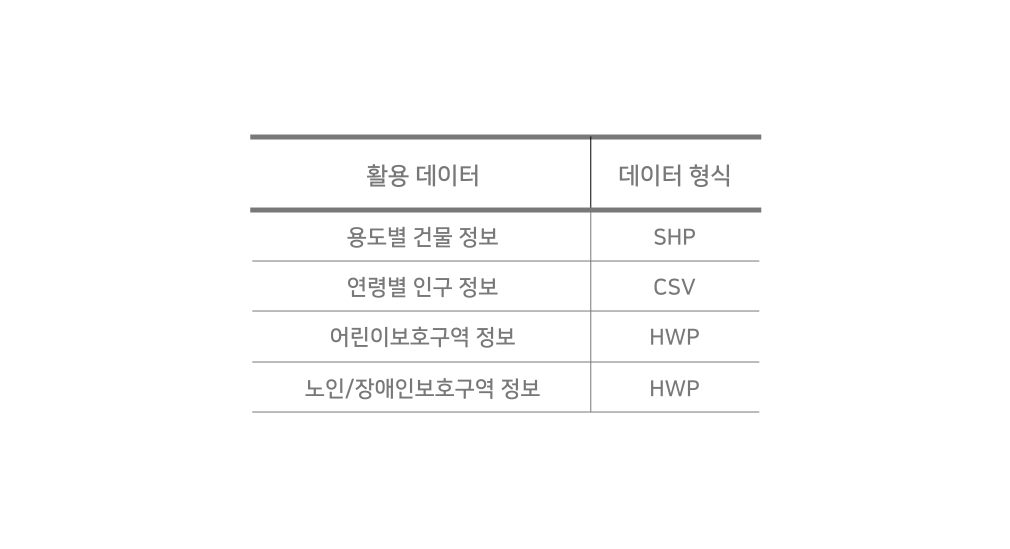 활용 데이터 데이터 형식
용도별 건물 정보 SHP
연령별 인구 정보 CSV
어린이보호구역 정보 HWP
노인/장애인보호구역 정보 HWP